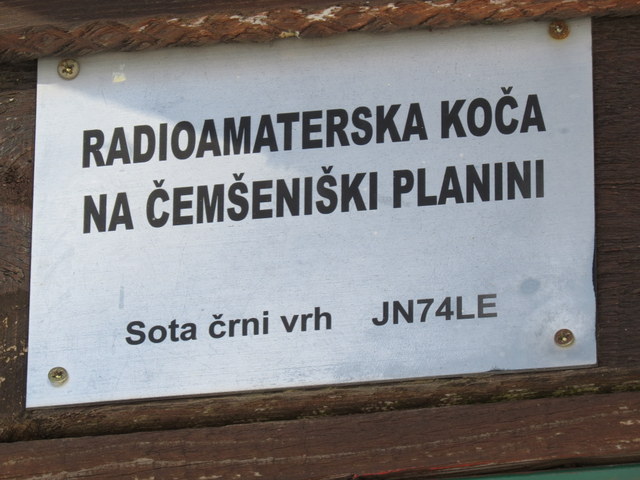 RADIOAMATERSKA KOČA
NA ČEMŠENIŠKI PLANINI
Sota črni vrh JN74LE